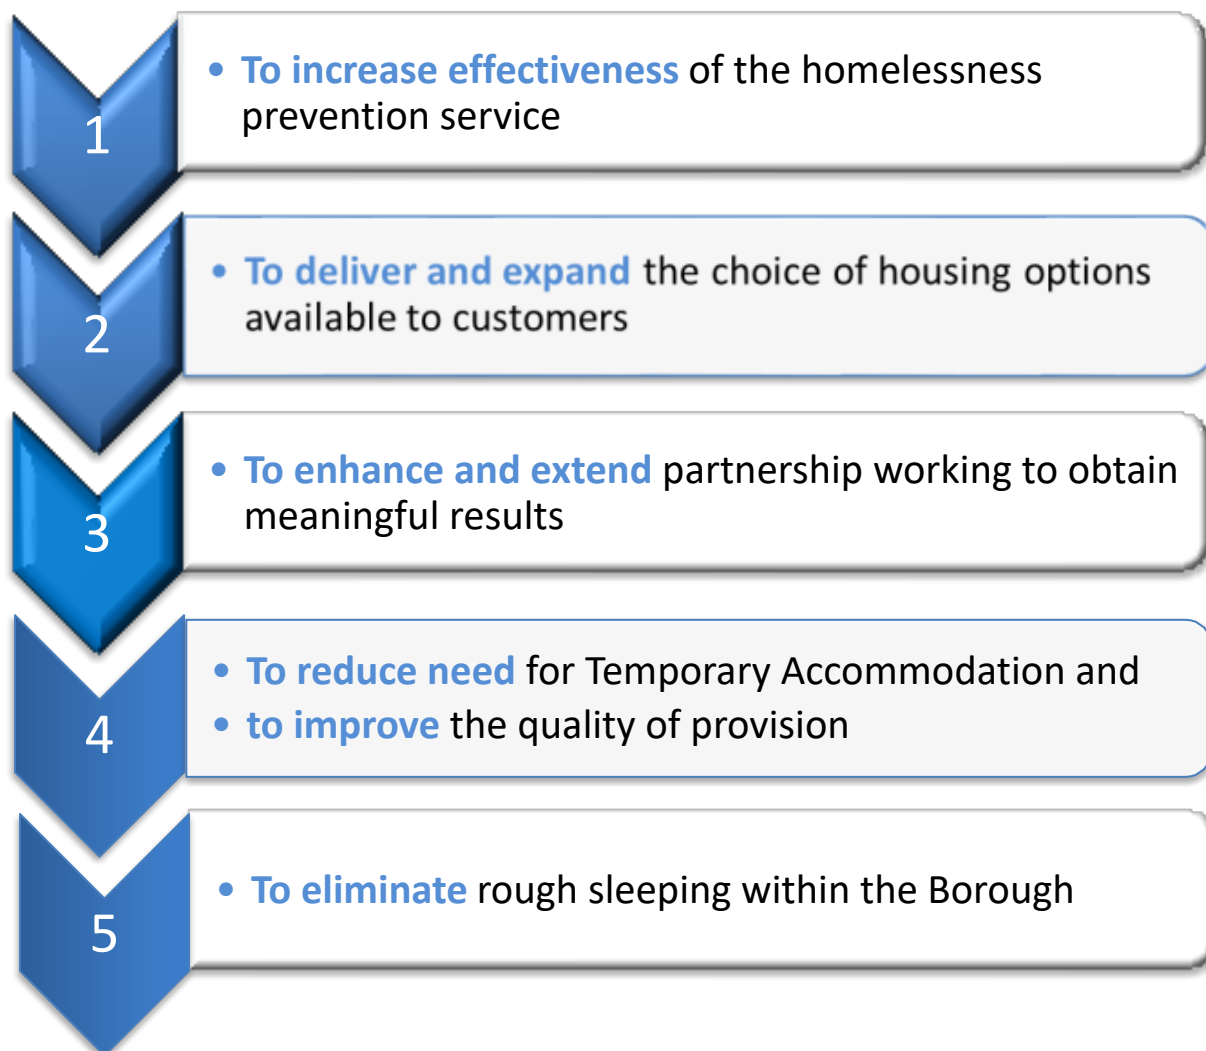 1
• To increase effectiveness of the homelessness
prevention service
2
• To deliver and expand the choice of housing options
available to customers
3
• To enhance and extend partnership working to obtain
meaningful results
4
• To reduce need for Temporary Accommodation and
• to improve the quality of provision
5
• To eliminate rough sleeping within the Borough